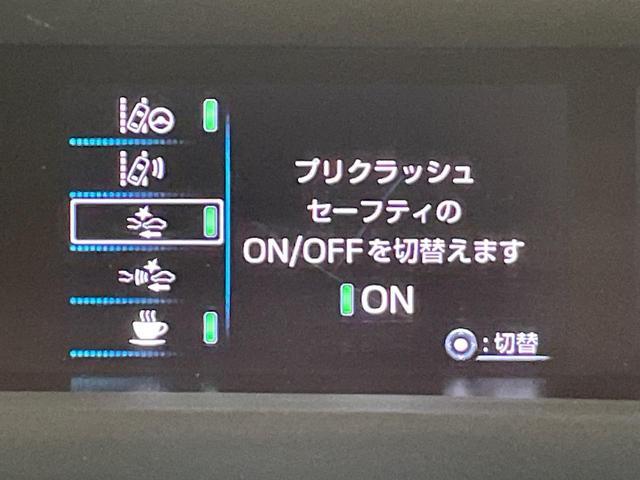 プリクラッシュ
セーフティの
ON/OFFを切替えます
ON
:切替